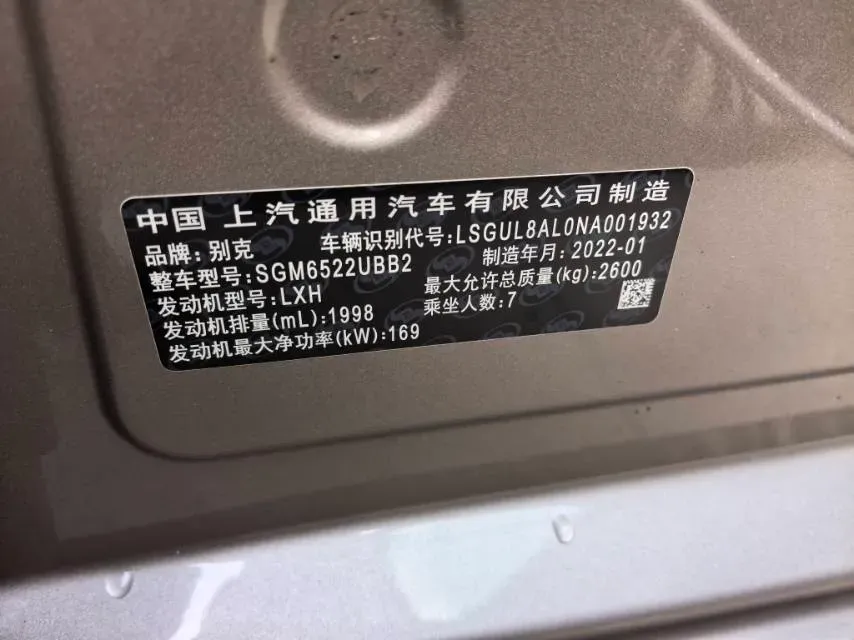 中国 上汽通用汽车有限公司制造
品牌:别克 车辆识别代号:LSGUL8AL0NA001932
整车型号:SGM6522UBB2 制造年月:2022-01
发动机型号:LXH 最大允许总质量(kg):2600
发动机排量(mL):1998 乘坐人数:7
发动机最大净功率(kW):169